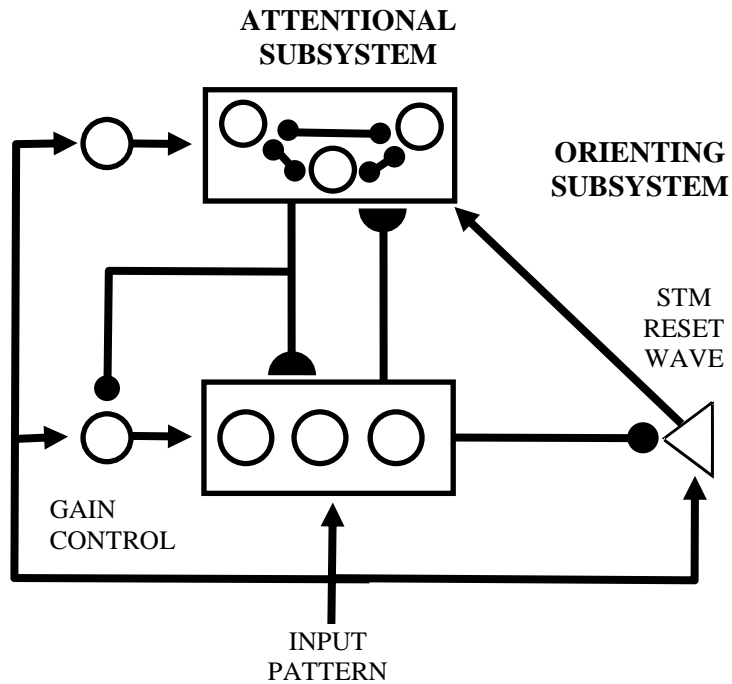 ATTENTIONAL
SUBSYSTEM
ORIENTING
SUBSYSTEM
STM
RESET
WAVE
GAIN
CONTROL
INPUT
PATTERN